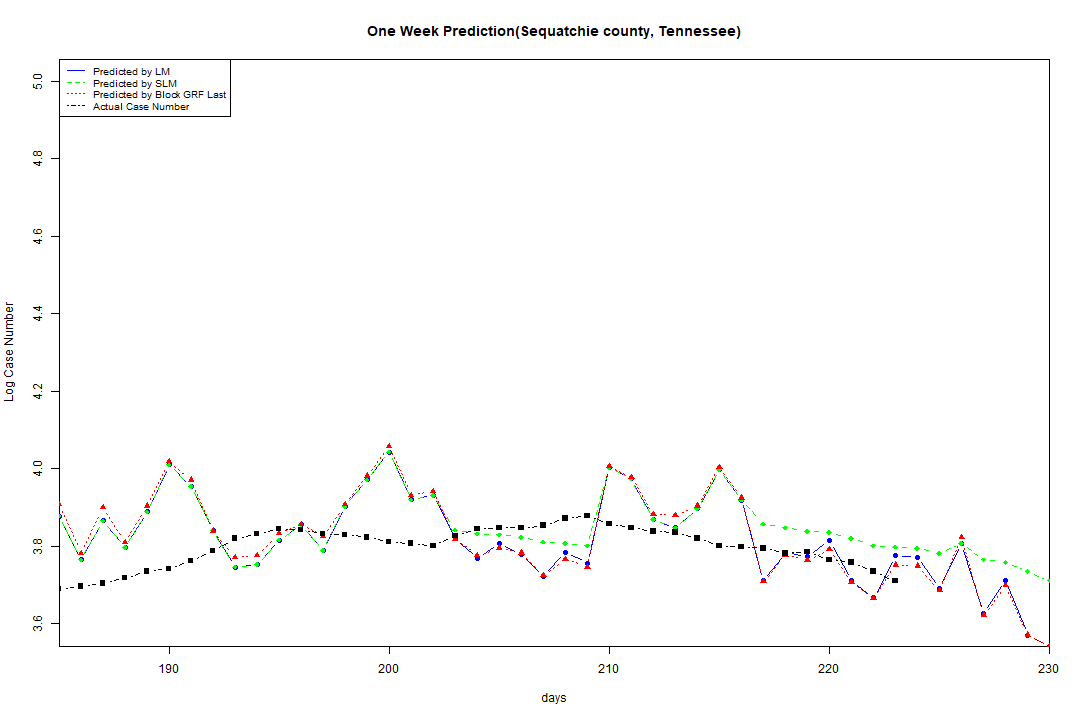 One Week Prediction(Sequatchie county, Tennessee)
Predicted by LM
Predicted by SLM
Predicted by Block GRF Last
Actual Case Number
5.0
4.8
4.6
4.4
4.2
4.0
3.8
3.6
Log Case Number
190 200 210 220 230
days